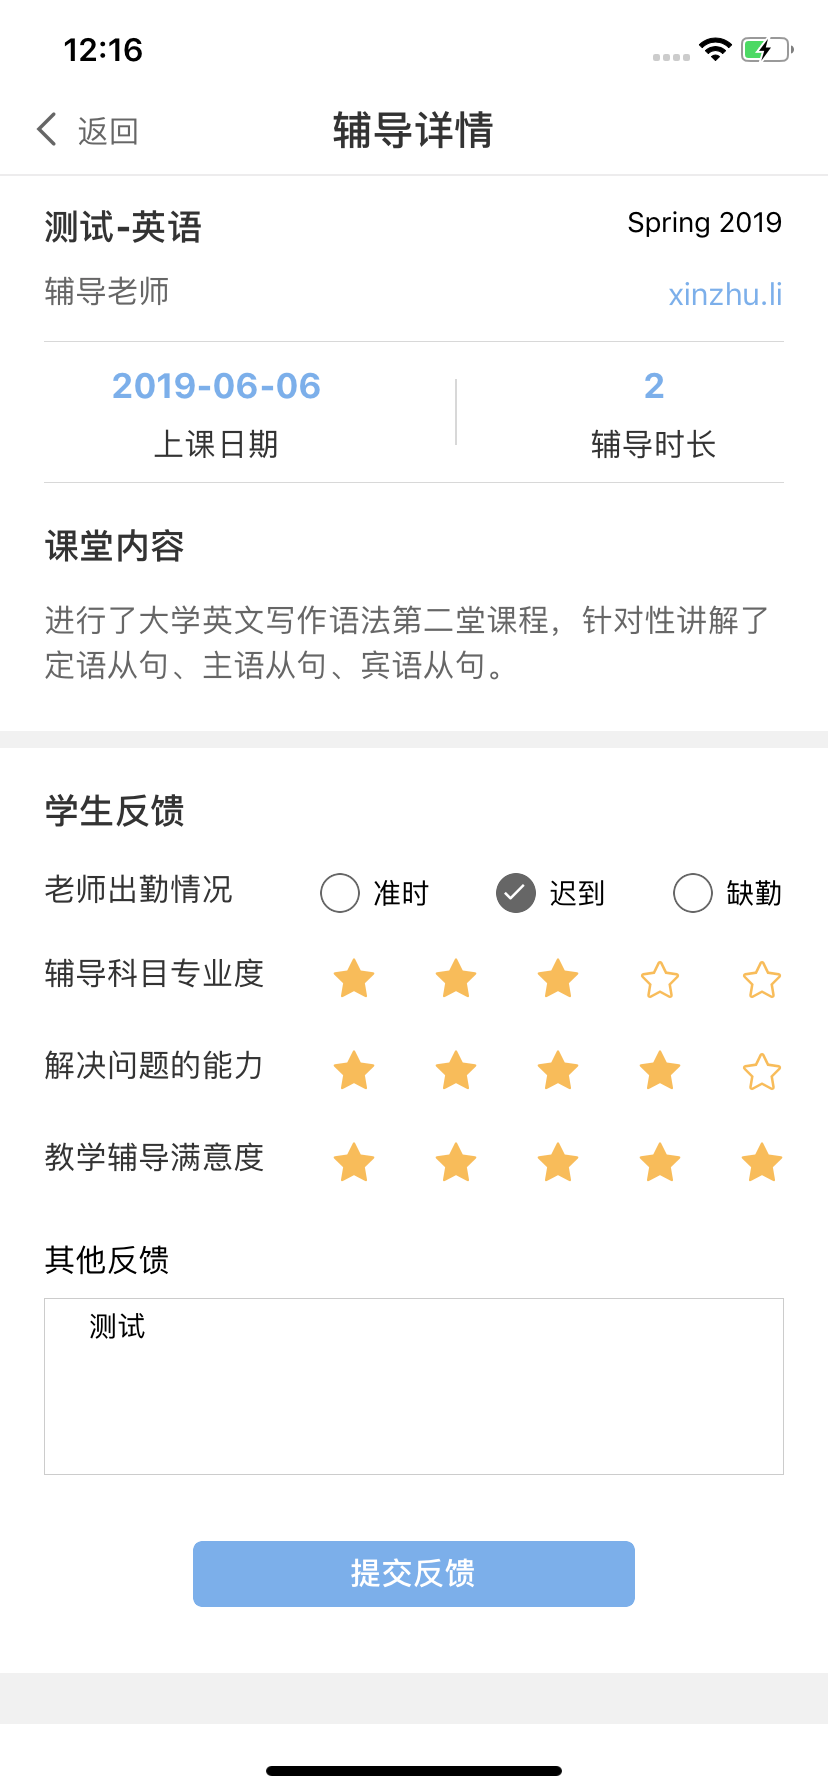 12:16
返回
辅导详情
测试-英语
Spring 2019
辅导老师
xinzhu.li
2019-06-06
2
上课日期
辅导时长
课堂内容
进行了大学英文写作语法第二堂课程，针对性讲解了
定语从句、主语从句、宾语从句。
学生反馈
老师出勤情况 准时 迟到 缺勤
辅导科目专业度
解决问题的能力
教学辅导满意度
其他反馈
测试
提交反馈